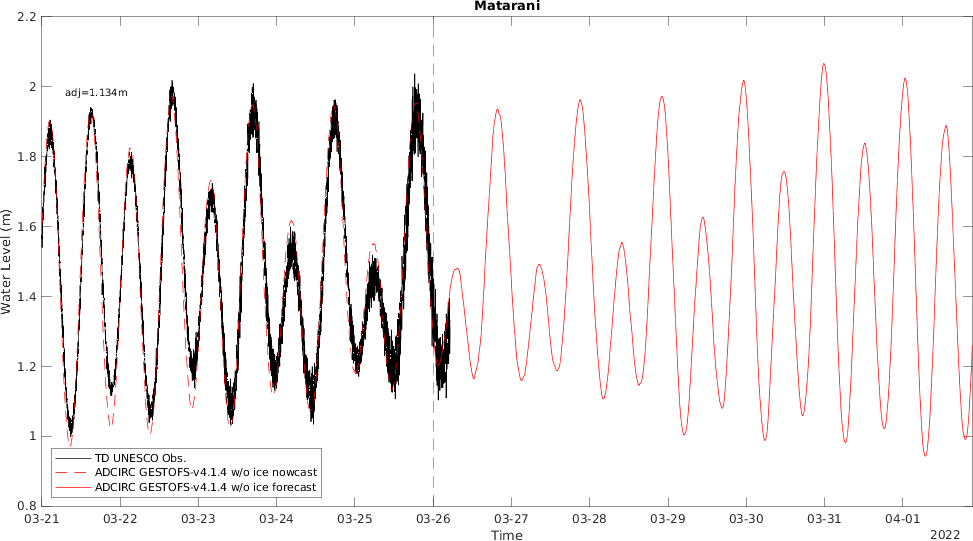 Matarani
2.2
2
1.8
1.6
1.4
1.2
1
0.8
Water Level (m)
adj=1.134m
TD UNESCO Obs.
ADCIRC GESTOFS-v4.1.4 w/o ice nowcast
ADCIRC GESTOFS-v4.1.4 w/o ice forecast
03-21 03-22 03-23 03-24 03-25 03-26 03-27 03-28 03-29 03-30 03-31 04-01
Time
2022